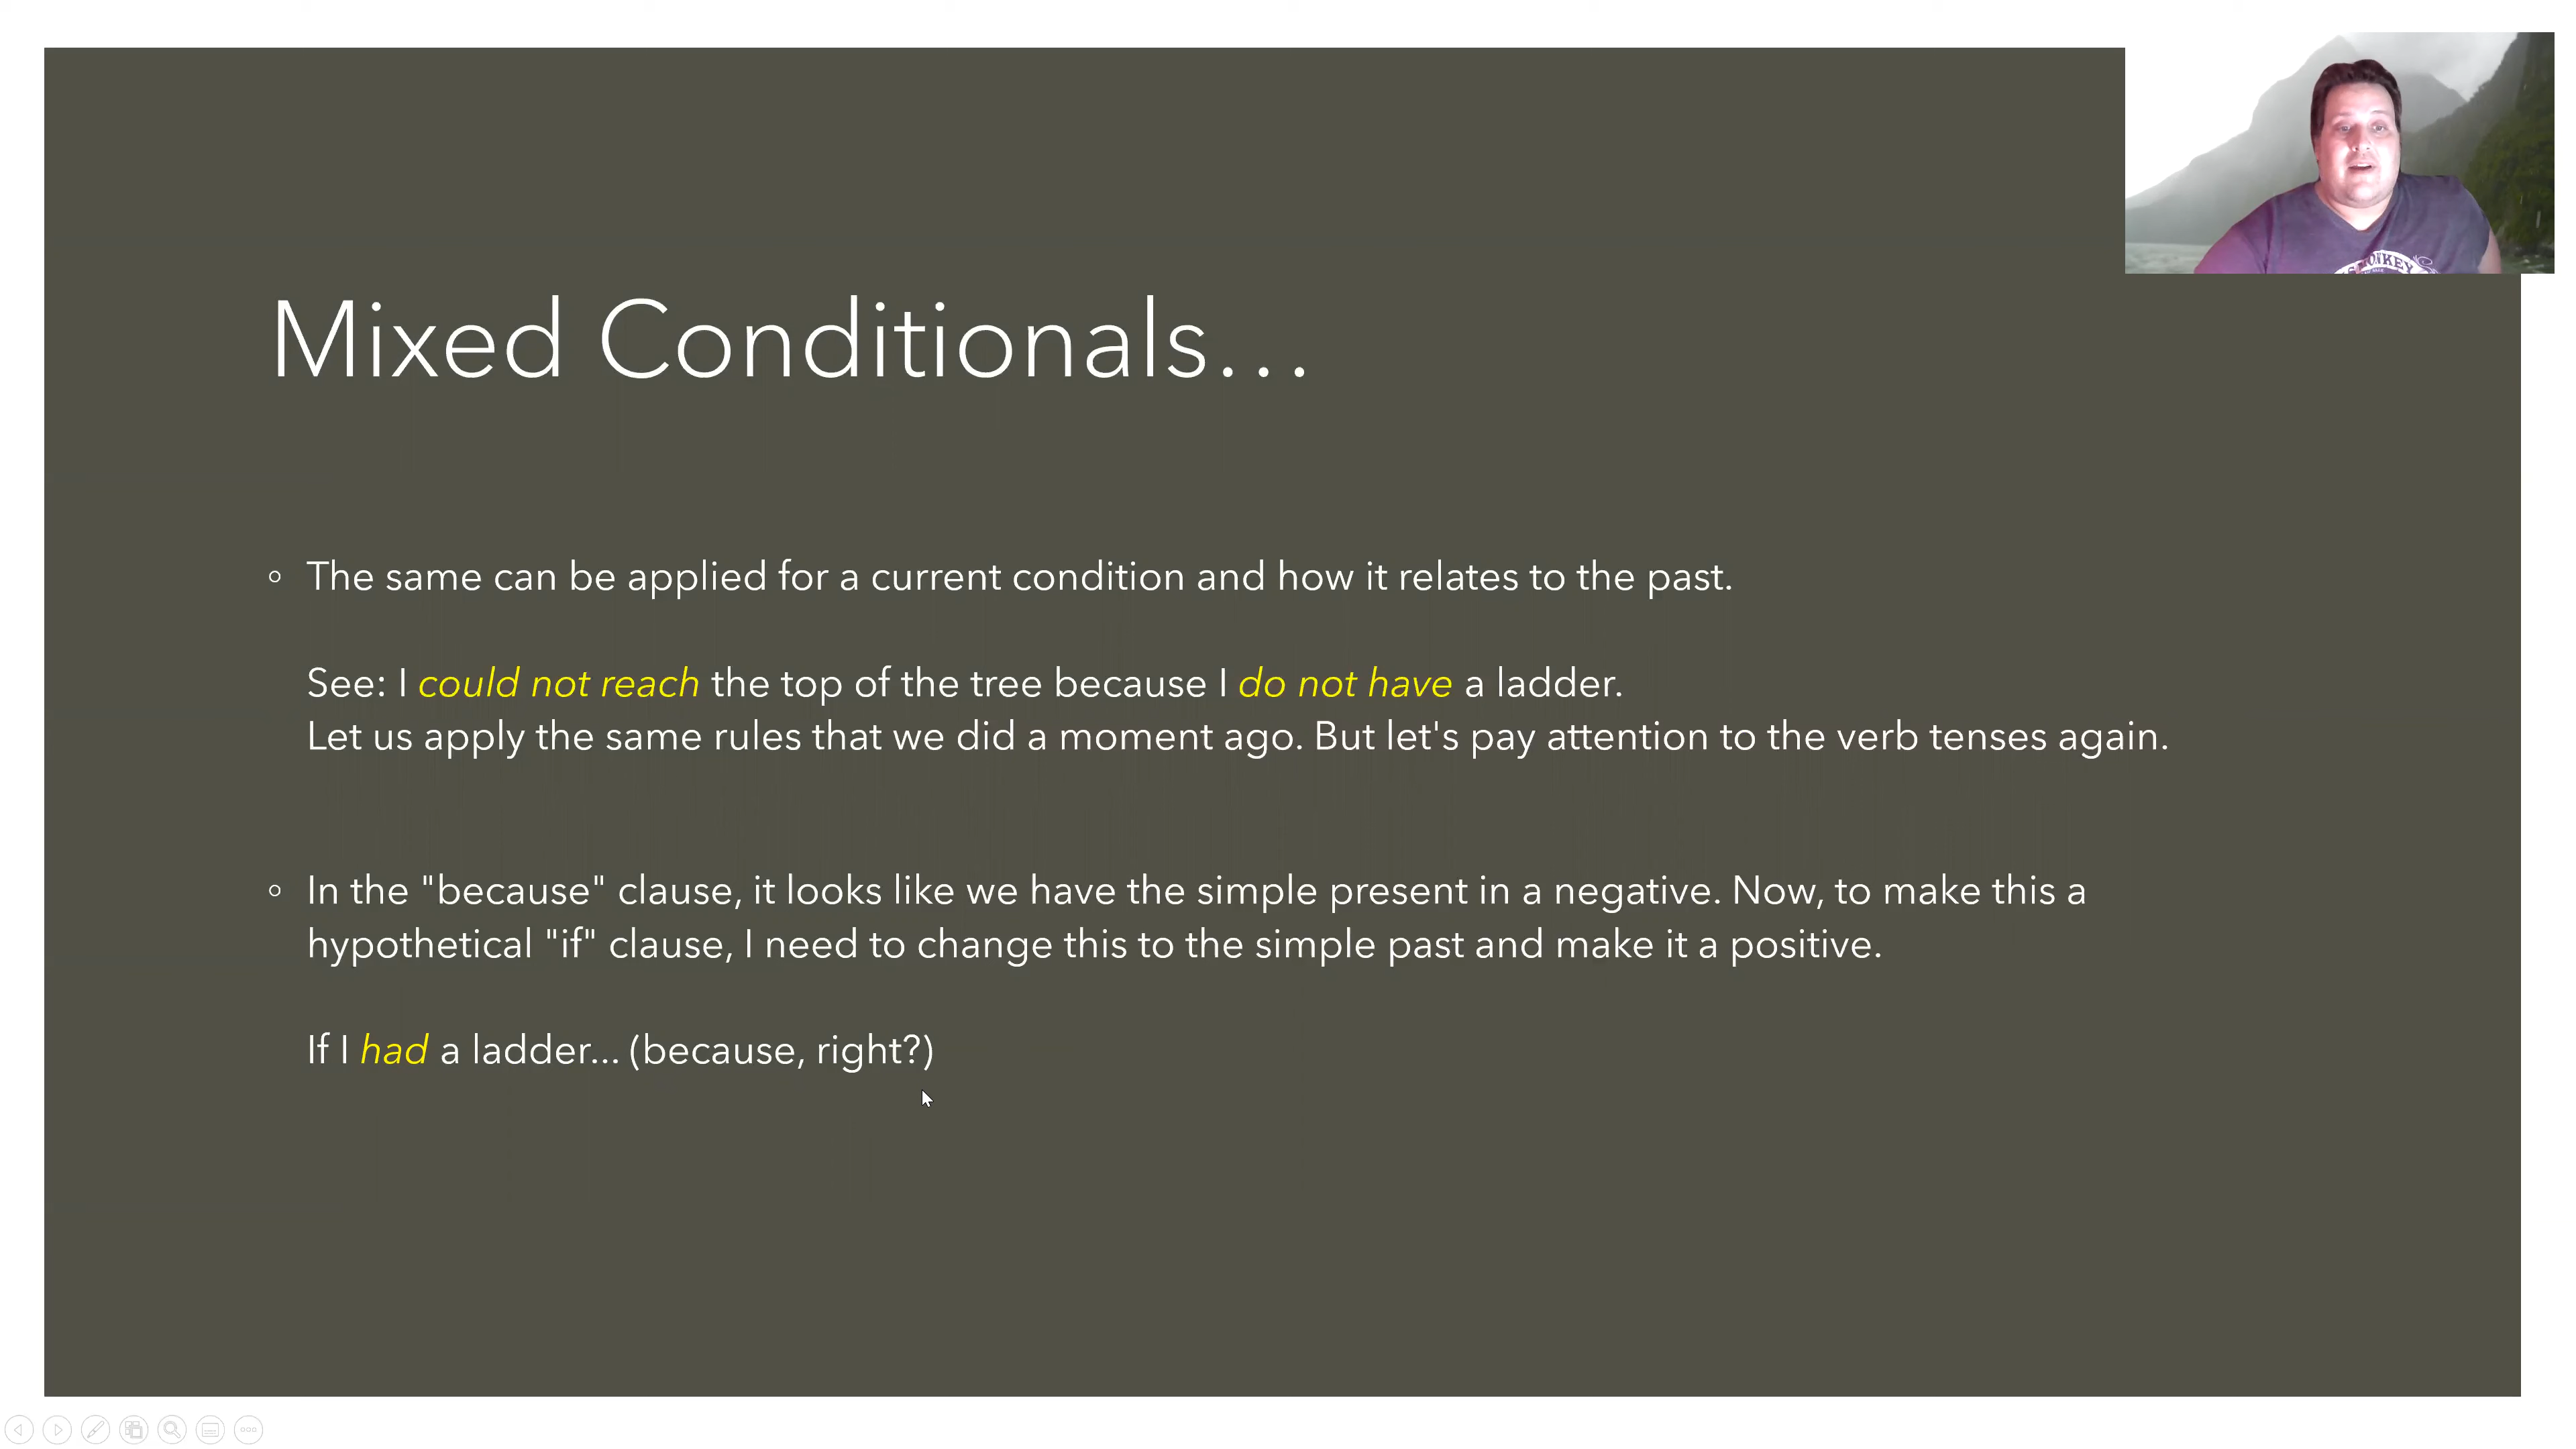 Mixed Conditionals...
The same can be applied for a current condition and how it relates to the past.
See: I could not reach the top of the tree because I do not have a ladder.
Let us apply the same rules that we did a moment ago. But let's pay attention to the verb tenses again.
In the "because" clause, it looks like we have the simple present in a negative. Now, to make this a
hypothetical "if" clause, I need to change this to the simple past and make it a positive.
If I had a ladder... (because, right?)